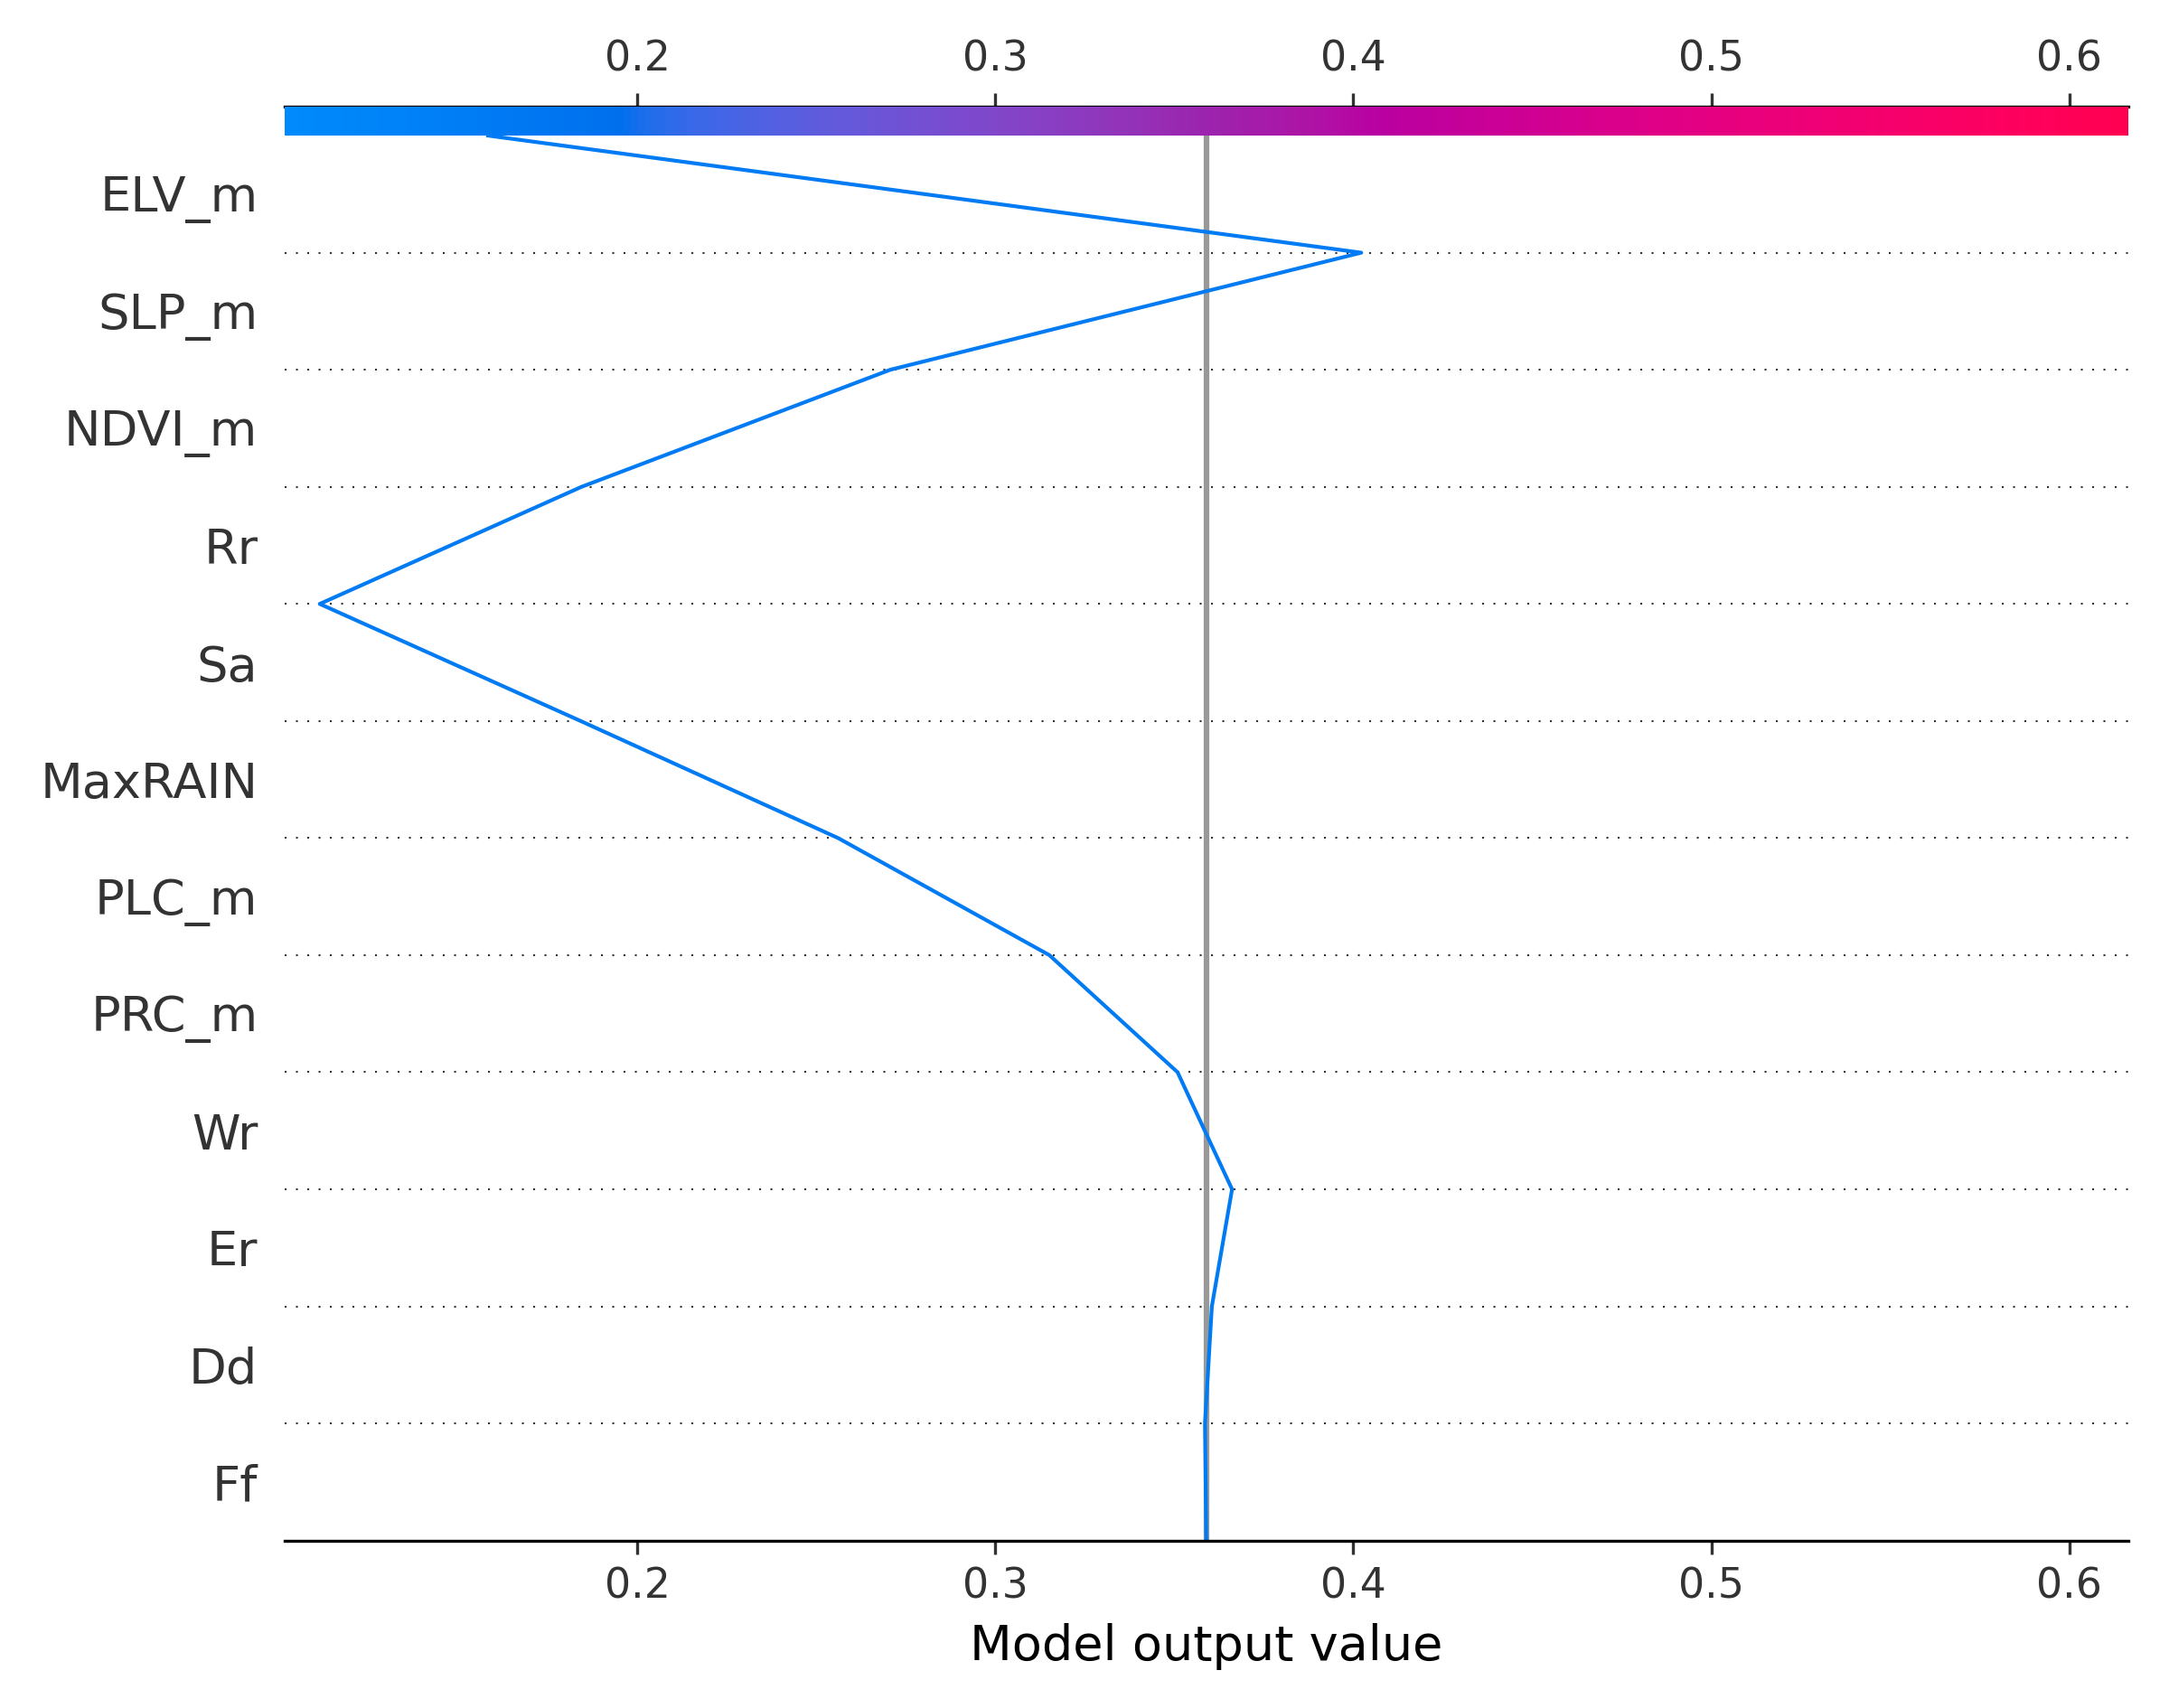 0.2 0.3 0.4 0.5 0.6
ELV_m
SLP_m
NDVI_m
Rr
Sa
MaxRAIN
PLC_m
PRC_m
Wr
Er
Dd
Ff
0.2 0.3 0.4 0.5 0.6
Model output value